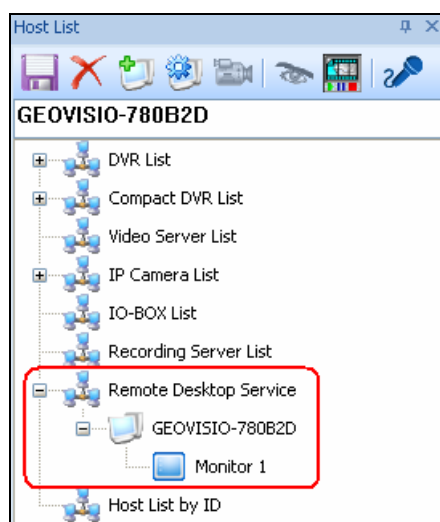 Host List
GEOVISIO-780B2D
DVR List
Compact DVR List
Video Server List
IP Camera List
IO-BOX List
Recording Server List
Remote Desktop Service
GEOVISIO-780B2D
Monitor 1
Host List by ID